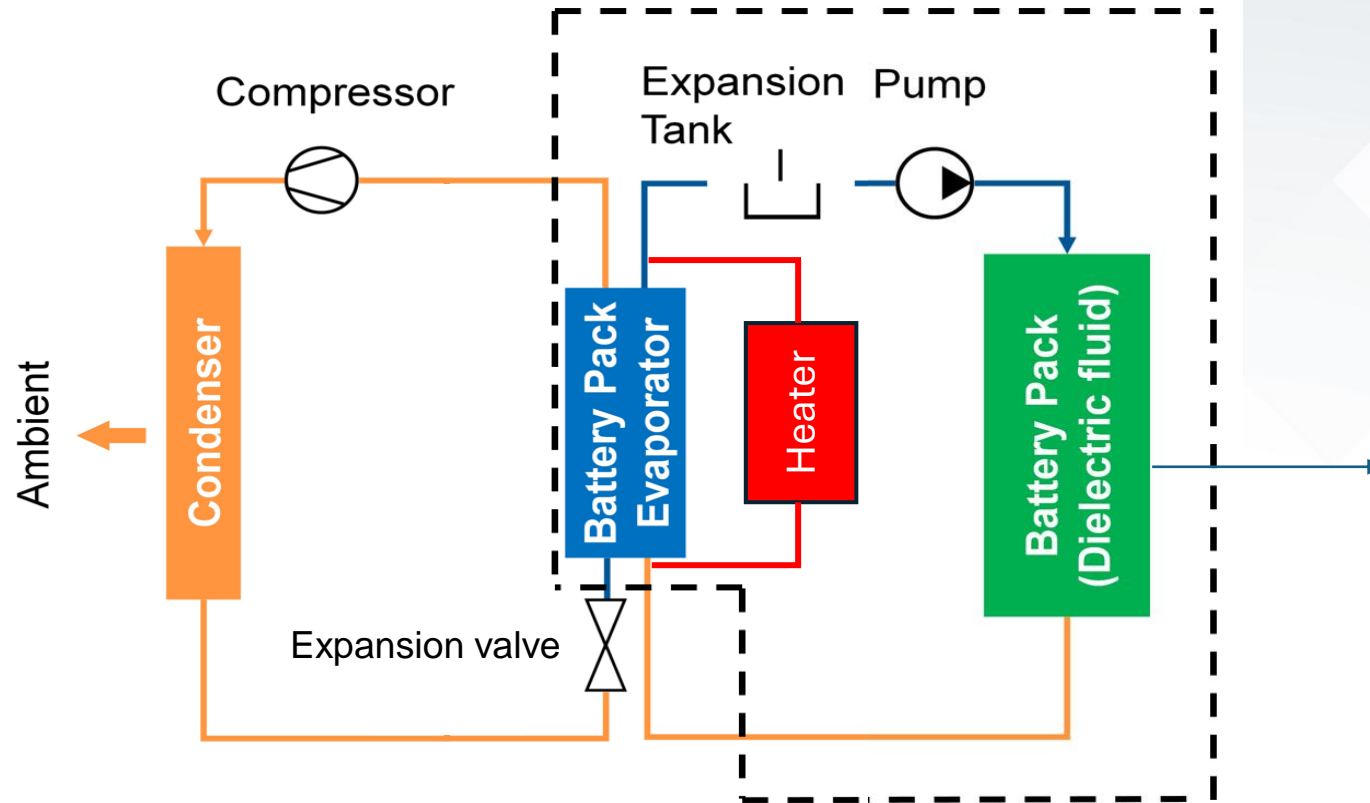 Compressor
Expansion
Tank
Pump
Ambient
Condenser
Battery Pack
Evaporator
Heater
Battery Pack
(Dielectric fluid)
Expansion valve